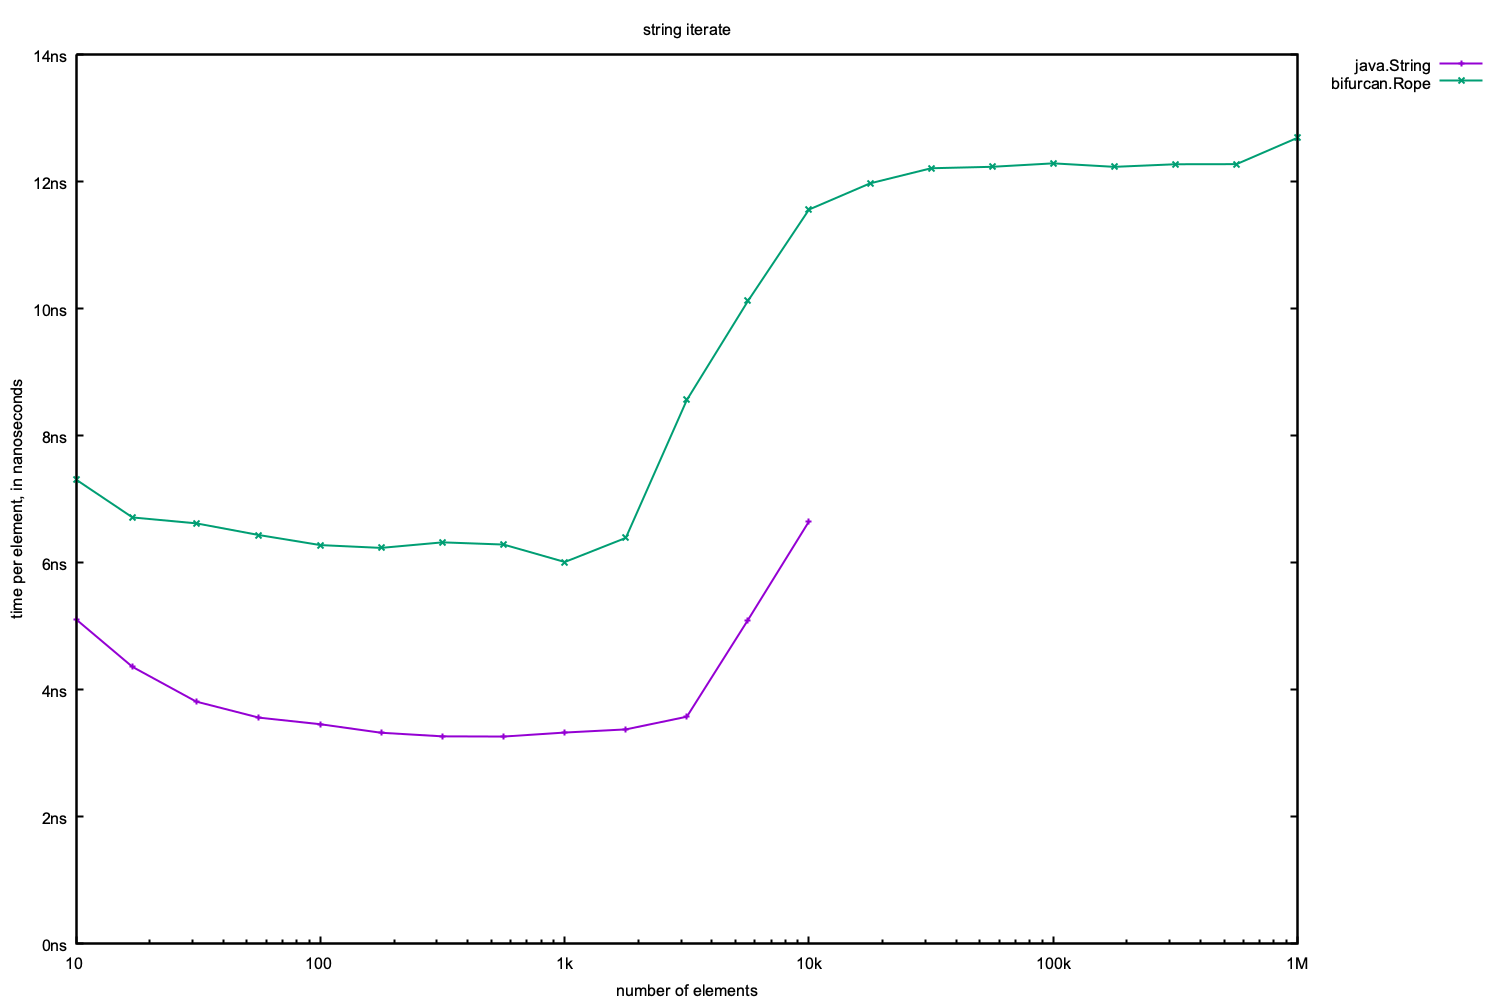 string iterate
java.String
bifurcan.Rope
14ns
12ns
10ns
8ns
6ns
4ns
2ns
0ns
time per element, in nanoseconds
10
100
1k
10k
100k
1M
number of elements